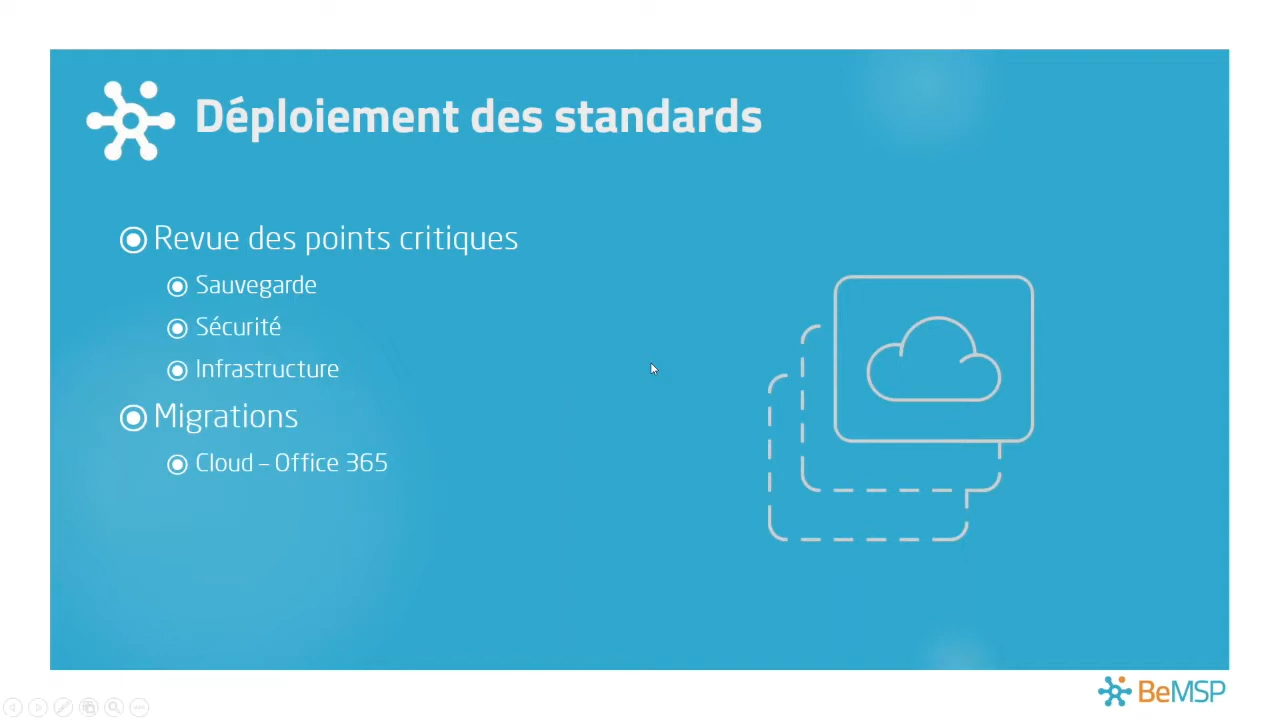 Déploiement des standards
Revue des points critiques
Sauvegarde
Sécurité
Infrastructure
Migrations
Cloud – Office 365
BeMSP